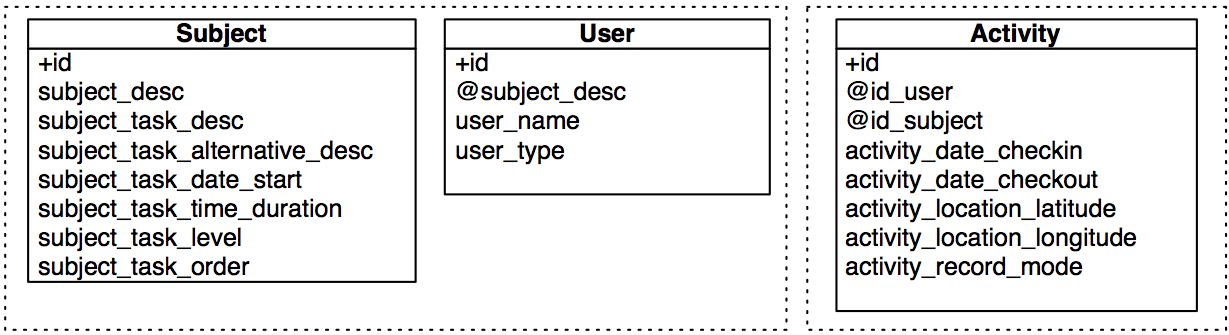 Subject
+id
subject_desc
subject_task_desc
subject_task_alternative_desc
subject_task_date_start
subject_task_time_duration
subject_task_level
subject_task_order
User
+id
@subject_desc
user_name
user_type
Activity
+id
@id_user
@id_subject
activity_date_checkin
activity_date_checkout
activity_location_latitude
activity_location_longitude
activity_record_mode